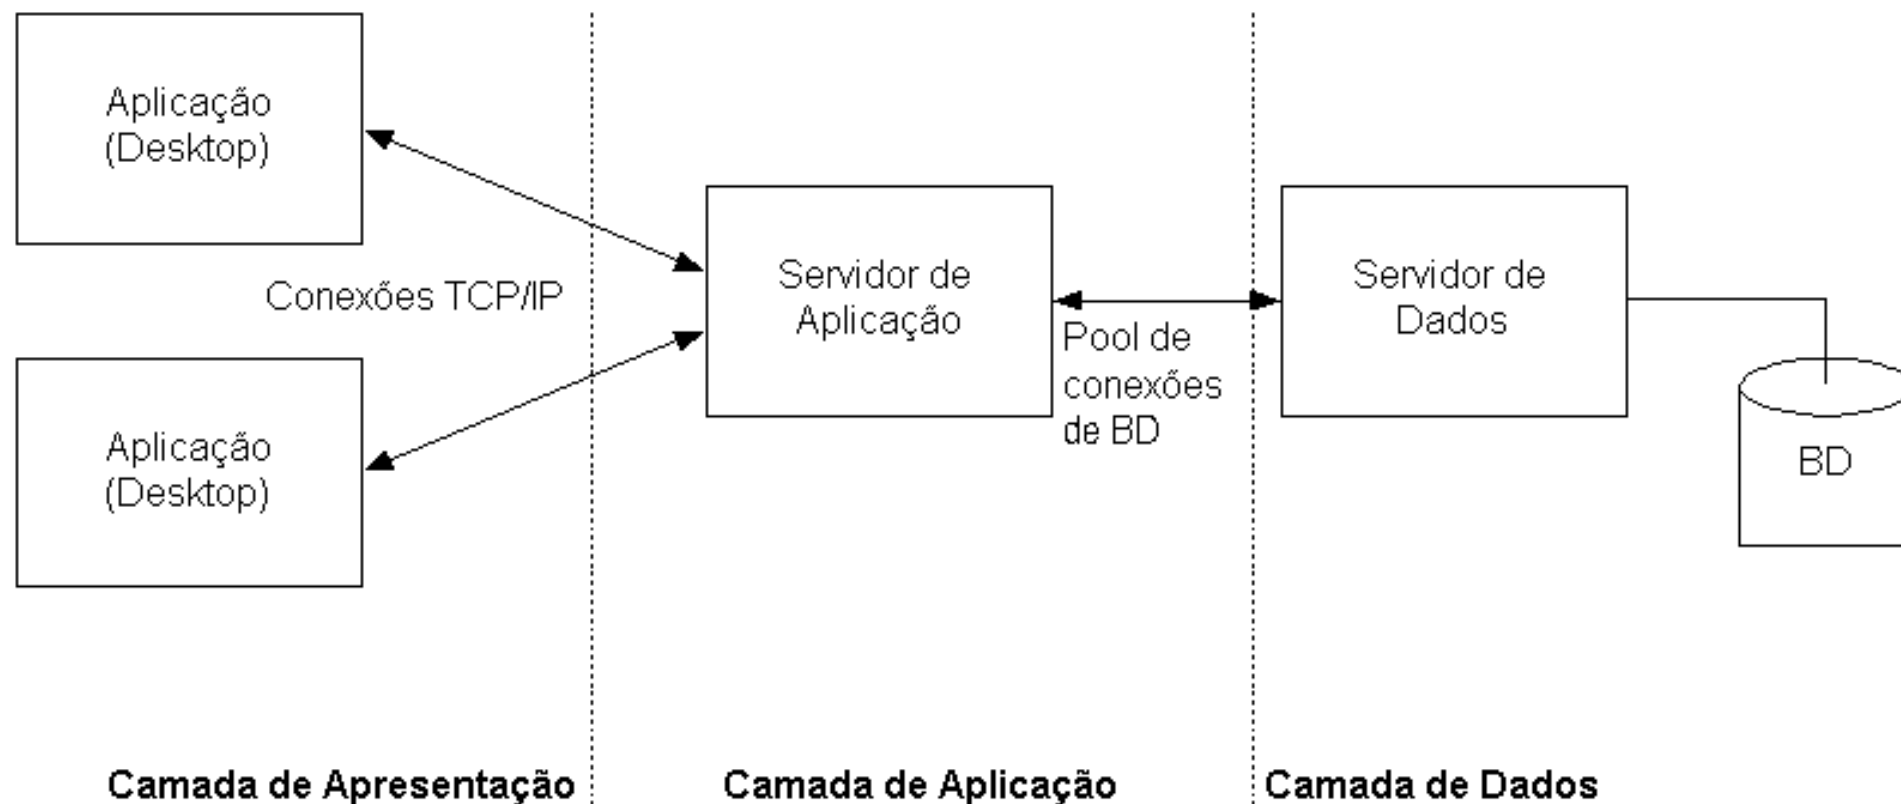 Aplicação
(Desktop)
Conexões TCP/IP
Aplicação
(Desktop)
Servidor de
Aplicação
Pool de
conexões
de BD
Servidor de
Dados
BD
Camada de Apresentação
Camada de Aplicação
Camada de Dados